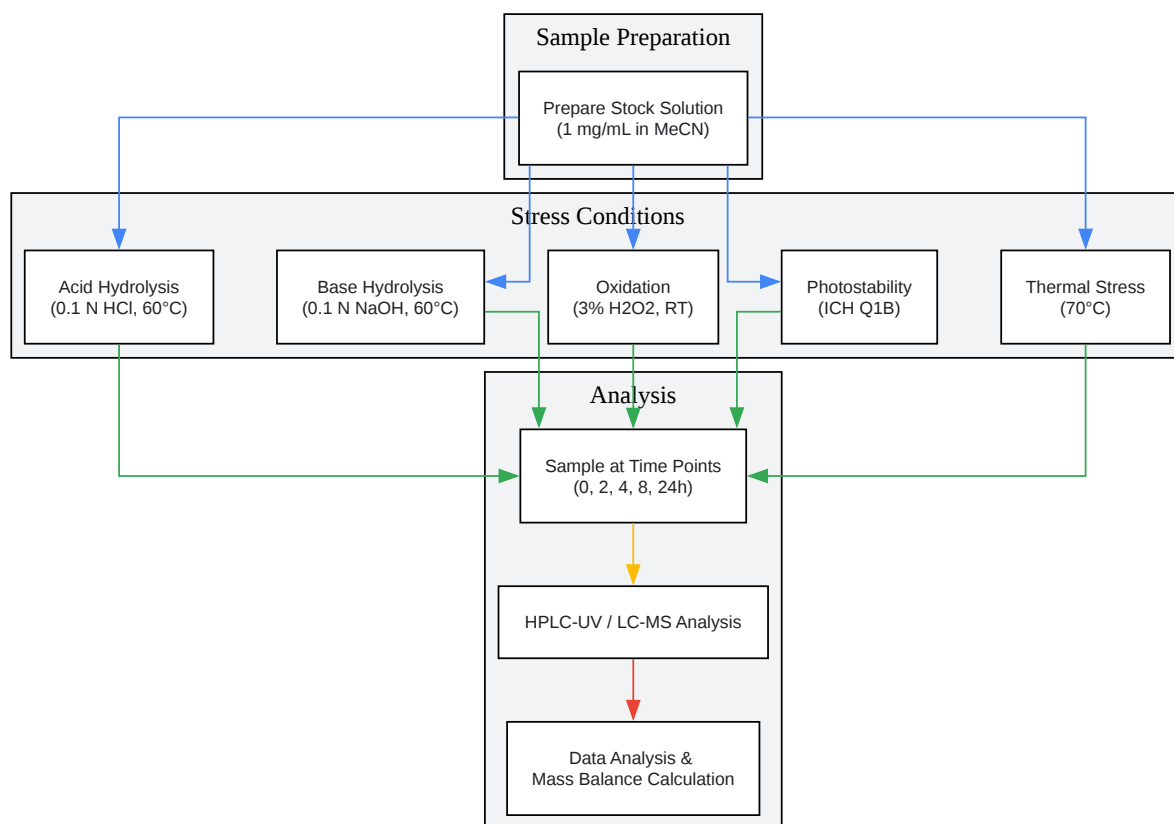 Sample Preparation
Prepare Stock Solution
(1 mg/mL in MeCN)
Stress Conditions
Acid Hydrolysis
(0.1 N HCl, 60°C)
Base Hydrolysis
(0.1 N NaOH, 60°C)
Oxidation
(3% H2O2, RT)
Photostability
(ICH Q1B)
Thermal Stress
(70°C)
Analysis
Sample at Time Points
(0, 2, 4, 8, 24h)
HPLC-UV / LC-MS Analysis
Data Analysis &
Mass Balance Calculation